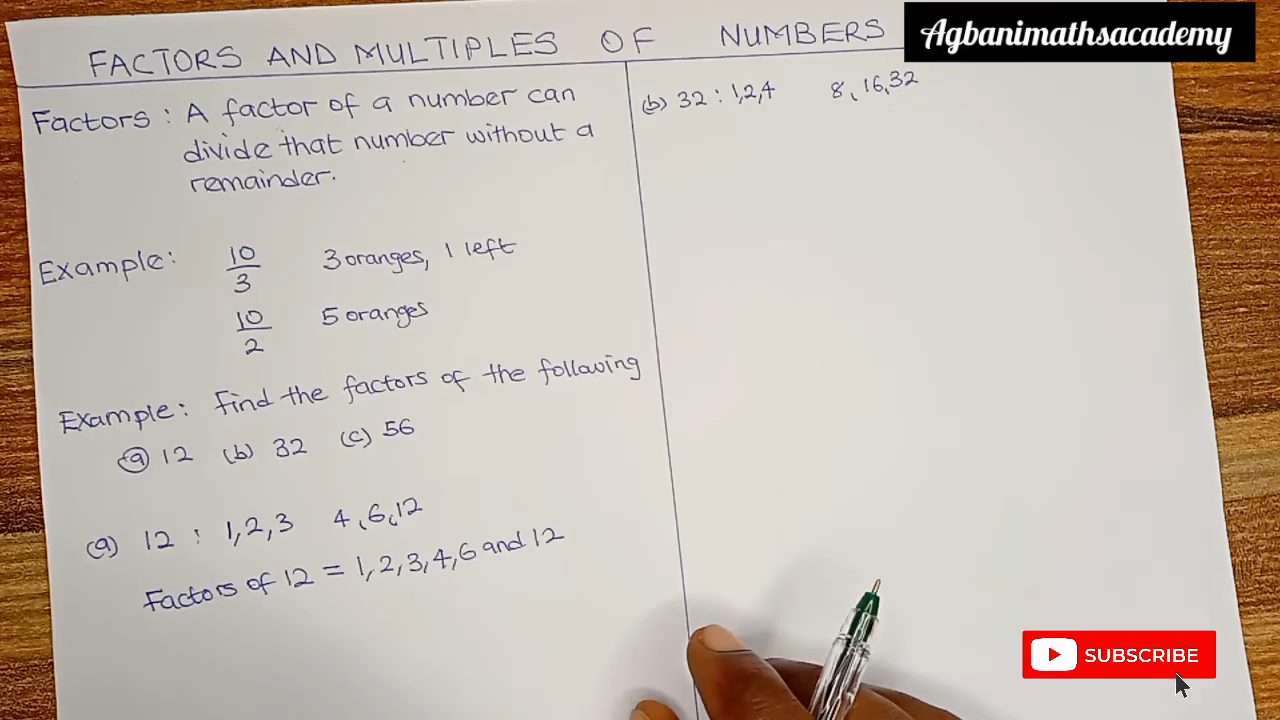 FACTORS AND MULTIPLES OF NUMBERS
Agbanimathsacademy
Factors : A factor of a number can
divide that number without a
remainder.
Example: 10/3 3 oranges, 1 left
10/2 5 oranges
Example: Find the factors of the following
(a) 12 (b) 32 (c) 56
(a) 12 : 1, 2, 3 4, 6, 12
Factors of 12 = 1, 2, 3, 4, 6 and 12
(b) 32 : 1, 2, 4 8, 16, 32
SUBSCRIBE